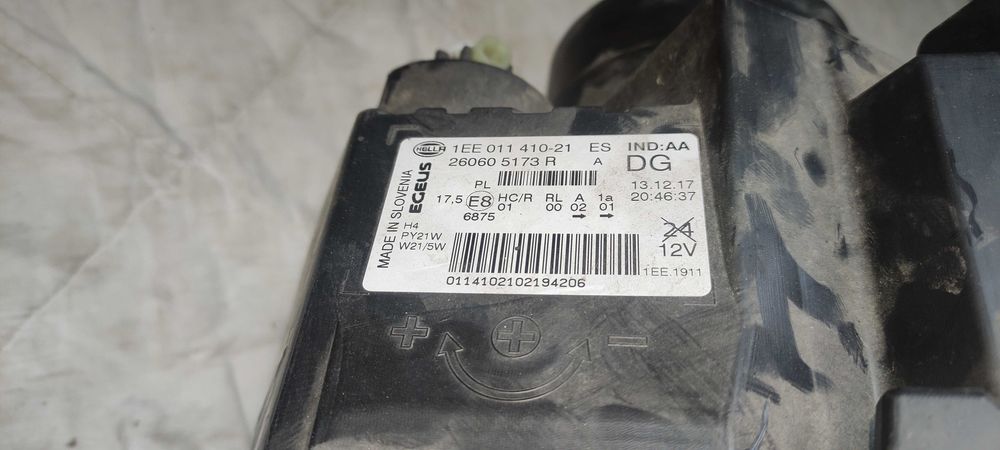 HELLA 1EE 011 410-21 ES IND:AA
26060 5173 R A DG
PL 13.12.17
17,5 E8 HC/R RL A 1a 20:46:37
01 00 02 01
6875
MADE IN SLOVENIA
EGEUS
H4
PY21W
W21/5W
24
12V
1EE.1911
0114102102194206
+ + −